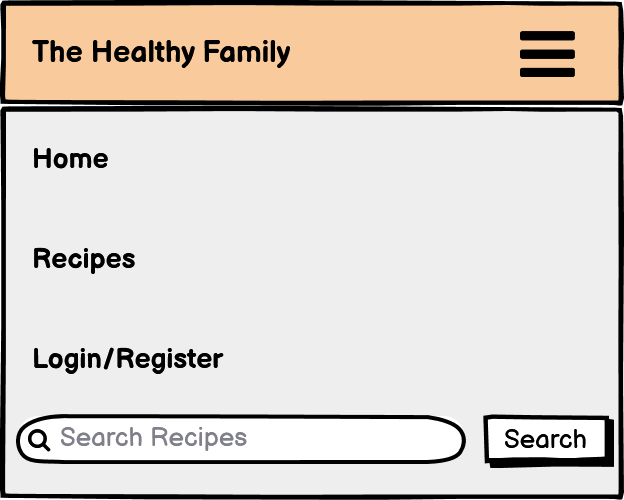 The Healthy Family
Home
Recipes
Login/Register
Search Recipes
Search